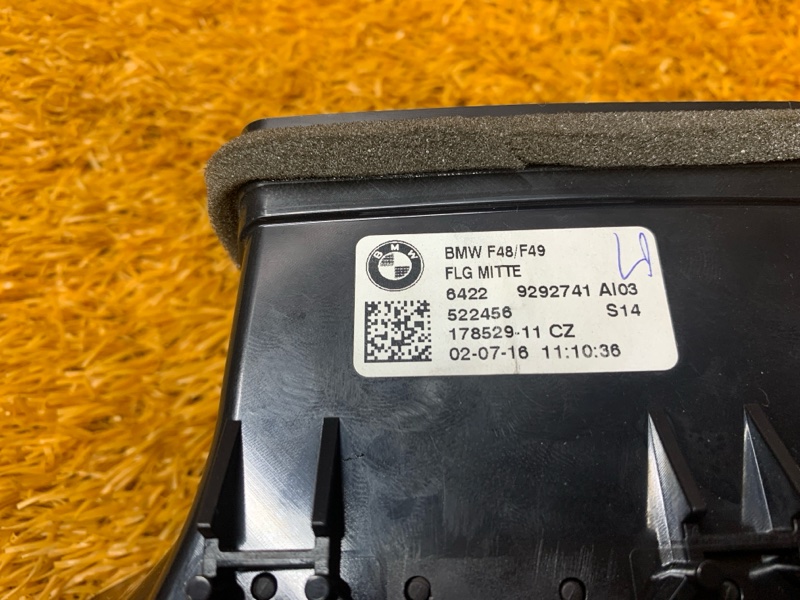 BMW
BMW F48/F49
FLG MITTE
6422 9292741 AI03
522456 S14
178529-11 CZ
02-07-16 11:10:36